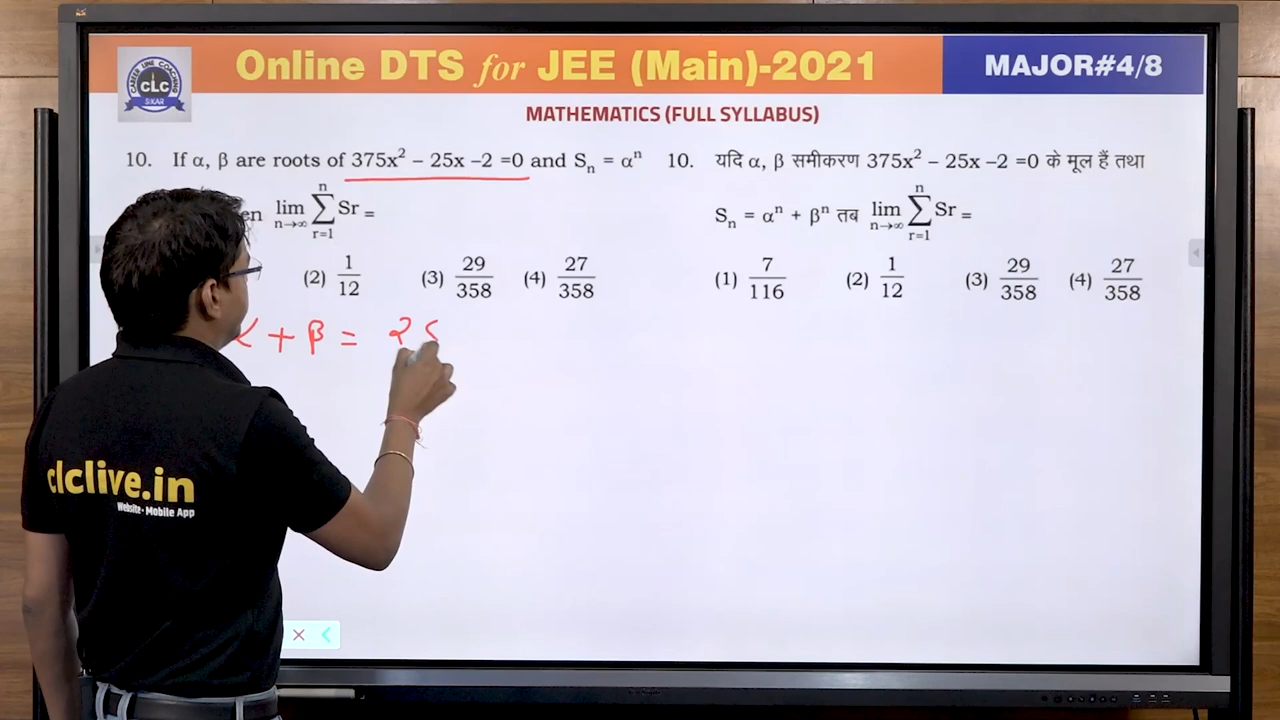 Online DTS for JEE (Main)-2021
MAJOR#4/8
CAREER LINE COACHING
CLC
SIKAR
MATHEMATICS (FULL SYLLABUS)
10. If α, β are roots of 375x² – 25x –2 =0 and Sₙ = αⁿ
en lim n→∞ n ∑ r=1 Sr =
(2) 1/12 (3) 29/358 (4) 27/358
α + β = 25
10. यदि α, β समीकरण 375x² – 25x –2 =0 के मूल हैं तथा
Sₙ = αⁿ + βⁿ तब lim n→∞ n ∑ r=1 Sr =
(1) 7/116 (2) 1/12 (3) 29/358 (4) 27/358
clclive.in
Website • Mobile App